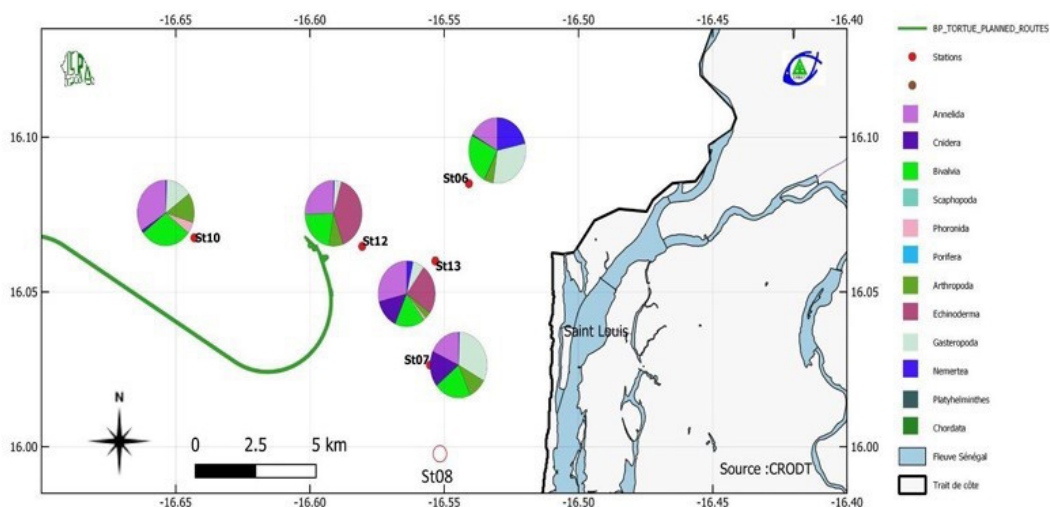 -16.65 -16.60 -16.55 -16.50 -16.45 -16.40
16.10 16.10
16.05 16.05
16.00 16.00
St06
St10
St12
St13
St07
St08
Saint Louis
N
0 2.5 5 km
Source :CRODT
-16.65 -16.60 -16.55 -16.50 -16.45 -16.40
BP_TORTUE_PLANNED_ROUTES
Stations
Annelida
Cnidera
Bivalvia
Scaphopoda
Phoronida
Porifera
Arthropoda
Echinoderma
Gasteropoda
Nemertea
Platyhelminthes
Chordata
Fleuve Sénégal
Trait de côte